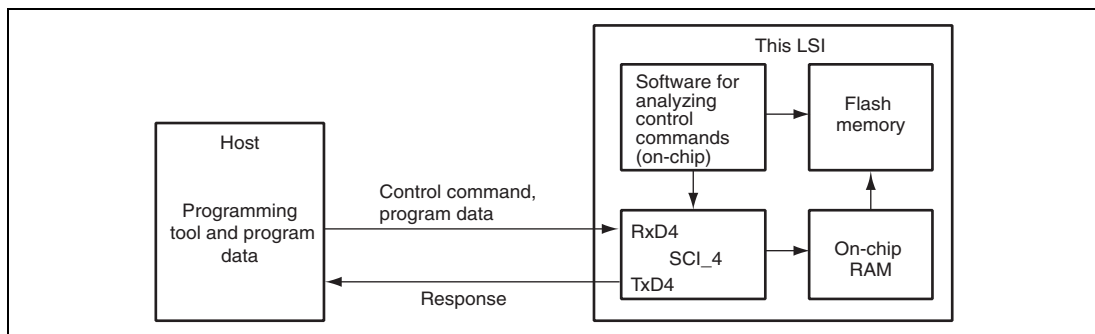 This LSI
Software for
analyzing
control
commands
(on-chip)
Flash
memory
Host
Programming
tool and program
data
Control command,
program data
RxD4
SCI_4
TxD4
On-chip
RAM
Response